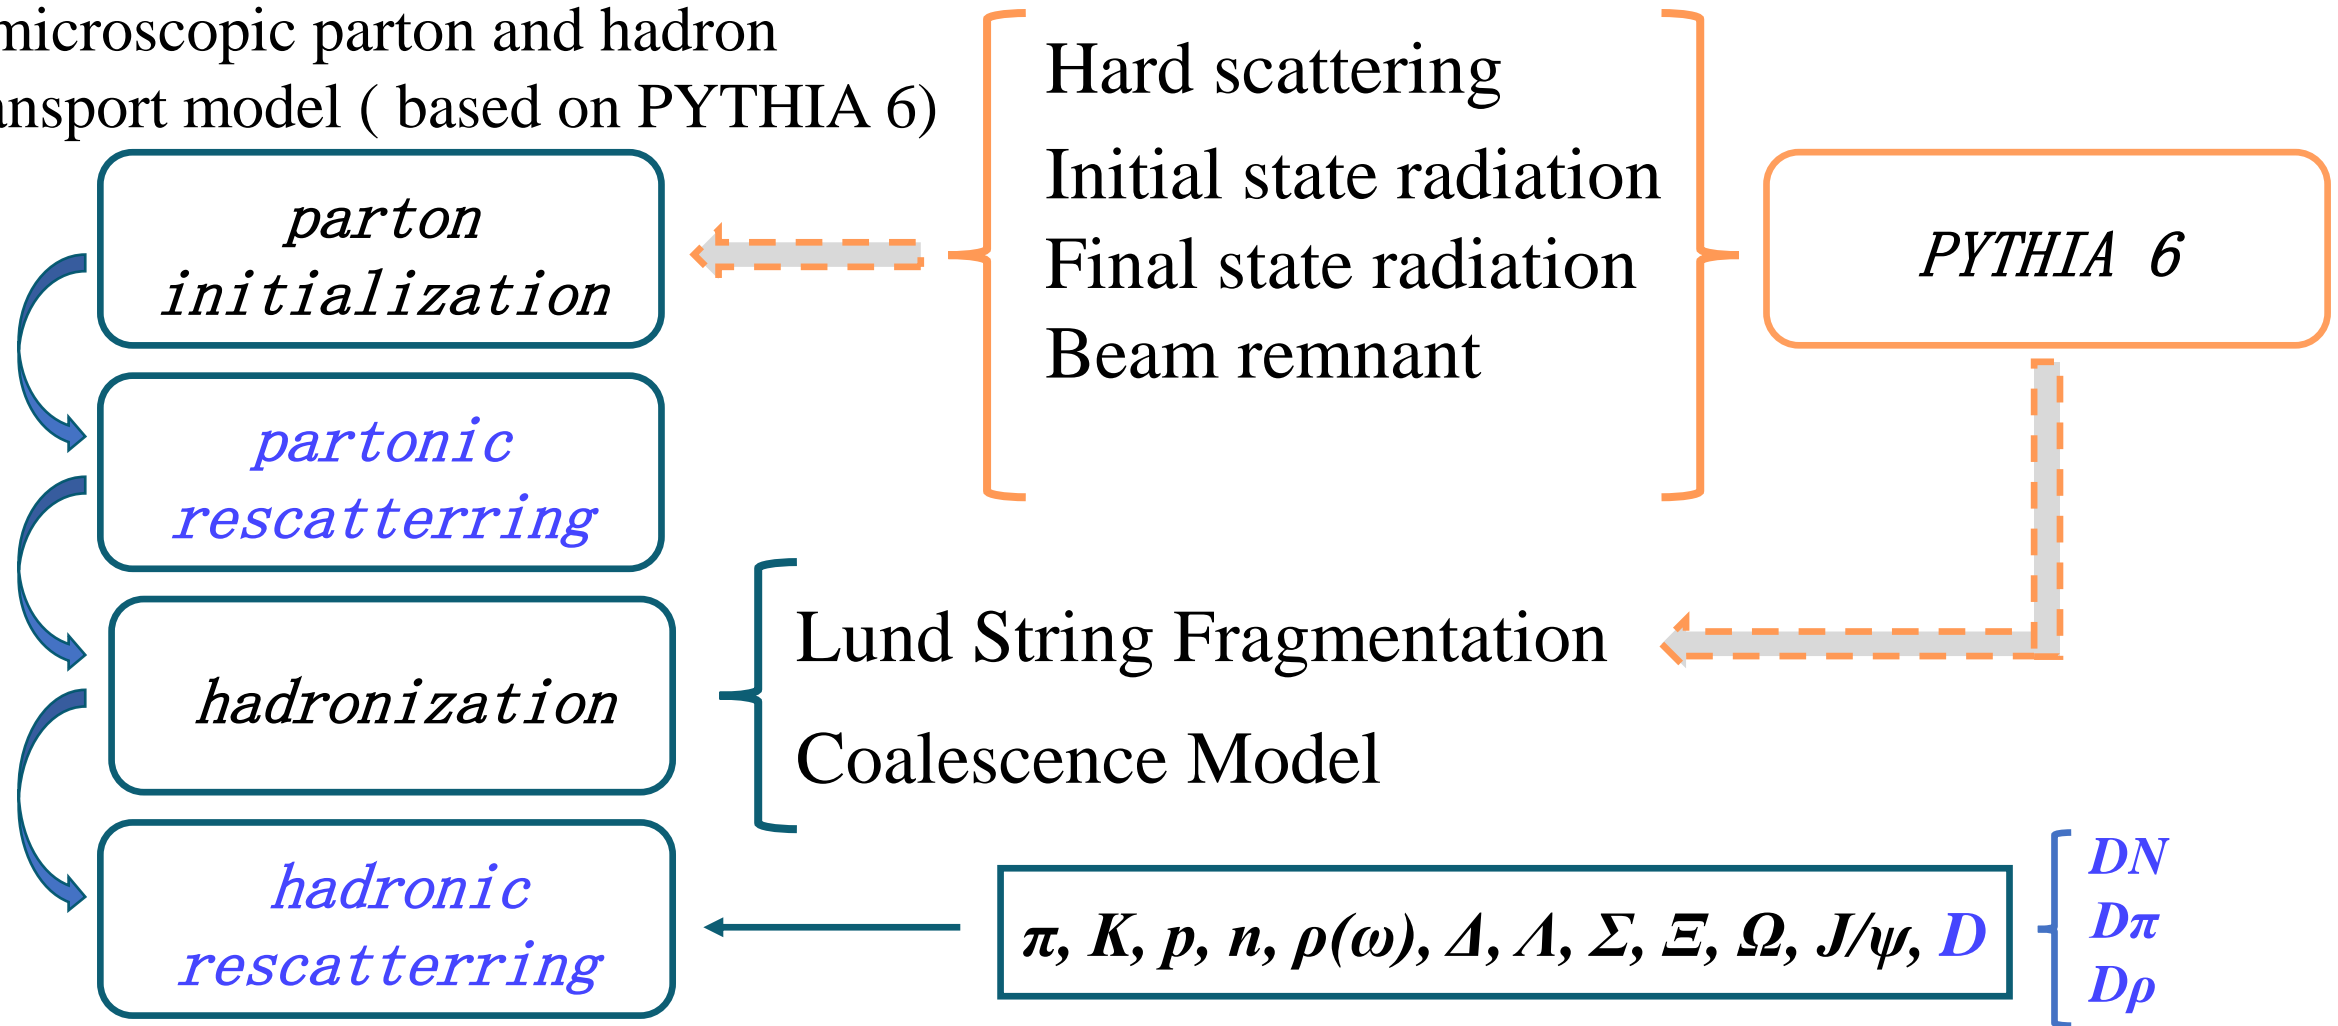 microscopic parton and hadron
ansport model ( based on PYTHIA 6)
parton
initialization
partonic
rescatterring
hadronization
hadronic
rescatterring
Hard scattering
Initial state radiation
Final state radiation
Beam remnant
PYTHIA 6
Lund String Fragmentation
Coalescence Model
π, K, p, n, ρ(ω), Δ, Λ, Σ, Ξ, Ω, J/ψ, D
DN
Dπ
Dρ